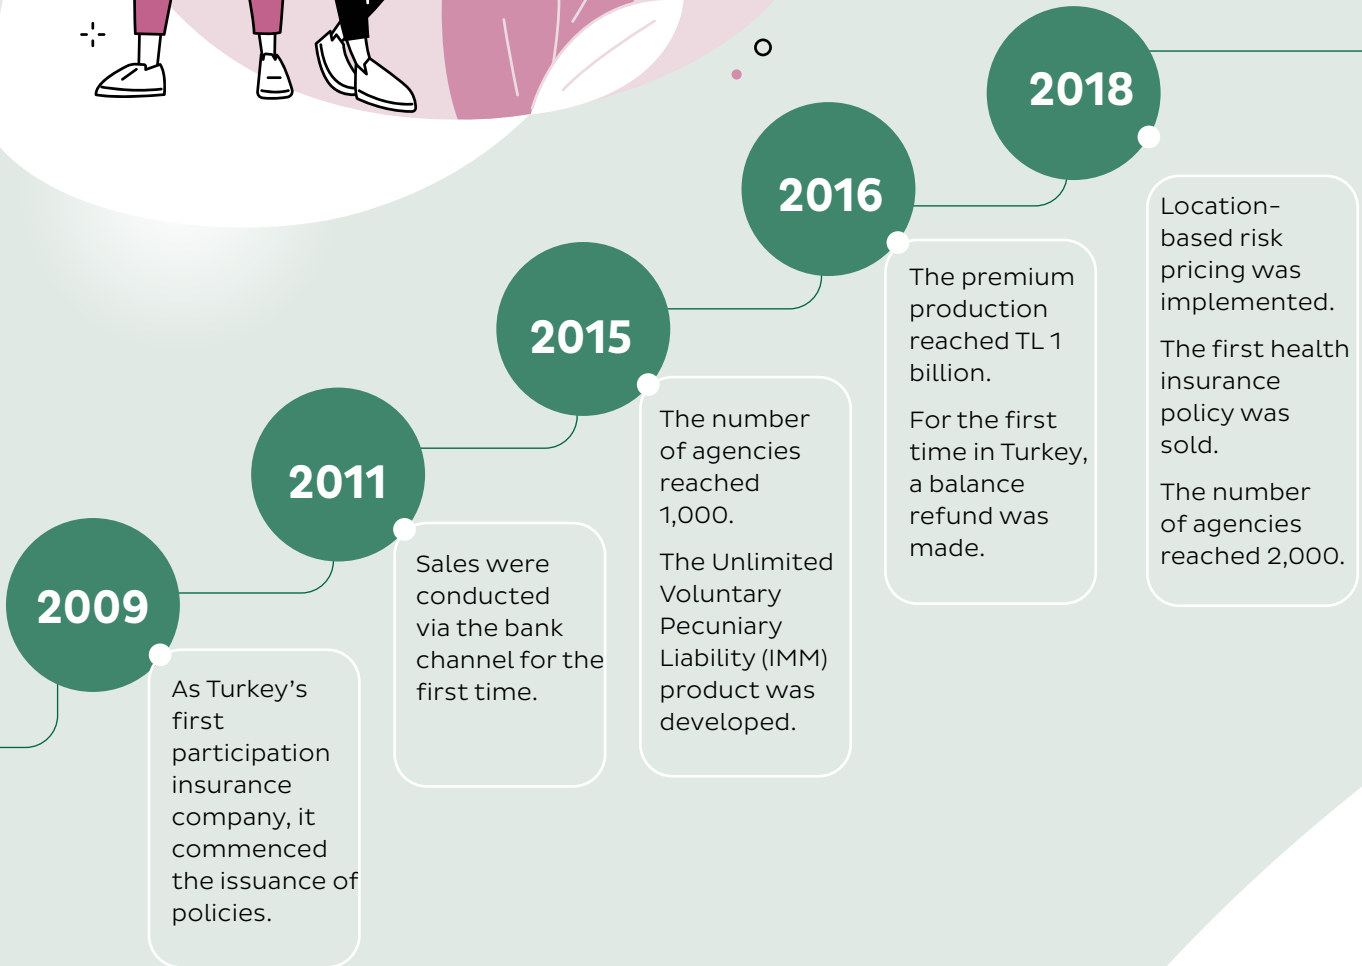 2009
As Turkey’s
first
participation
insurance
company, it
commenced
the issuance of
policies.
2011
Sales were
conducted
via the bank
channel for the
first time.
2015
The number
of agencies
reached
1,000.
The Unlimited
Voluntary
Pecuniary
Liability (IMM)
product was
developed.
2016
The premium
production
reached TL 1
billion.
For the first
time in Turkey,
a balance
refund was
made.
2018
Location-
based risk
pricing was
implemented.
The first health
insurance
policy was
sold.
The number
of agencies
reached 2,000.